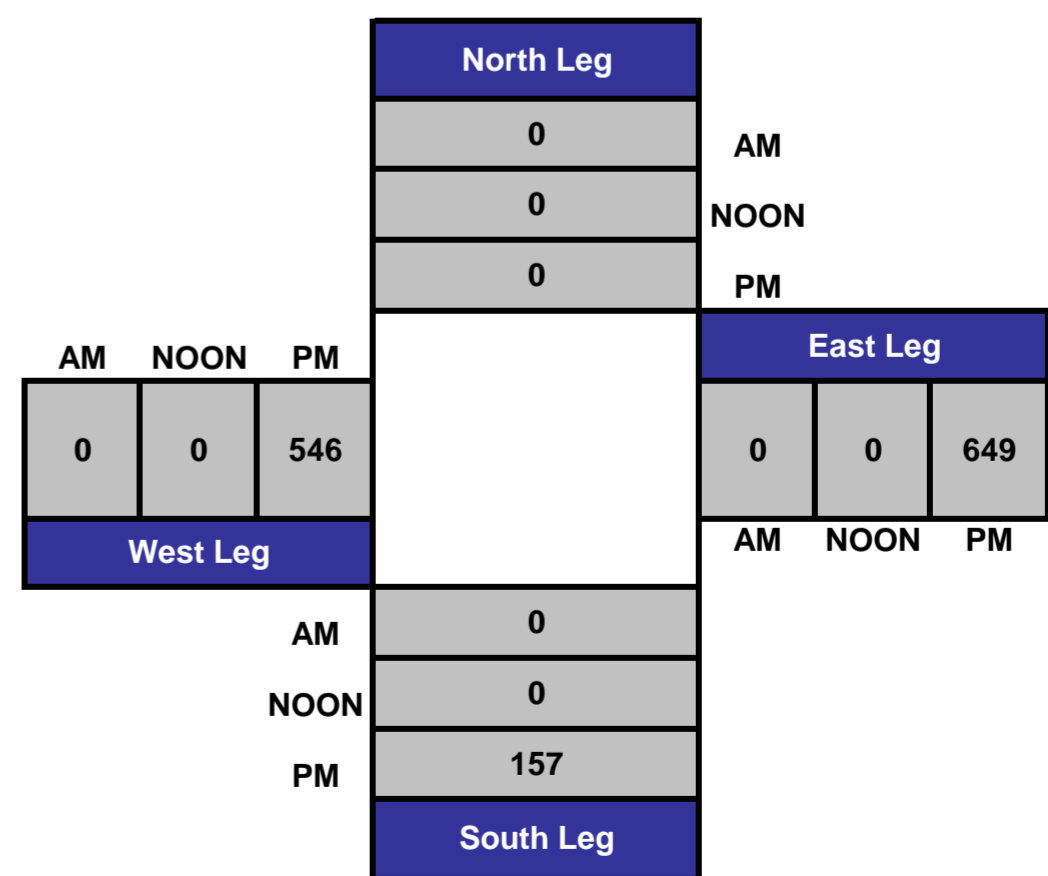 North Leg
0 AM
0 NOON
0 PM
East Leg
AM NOON PM
0 0 546
0 0 649
West Leg
AM NOON PM
AM 0
NOON 0
PM 157
South Leg